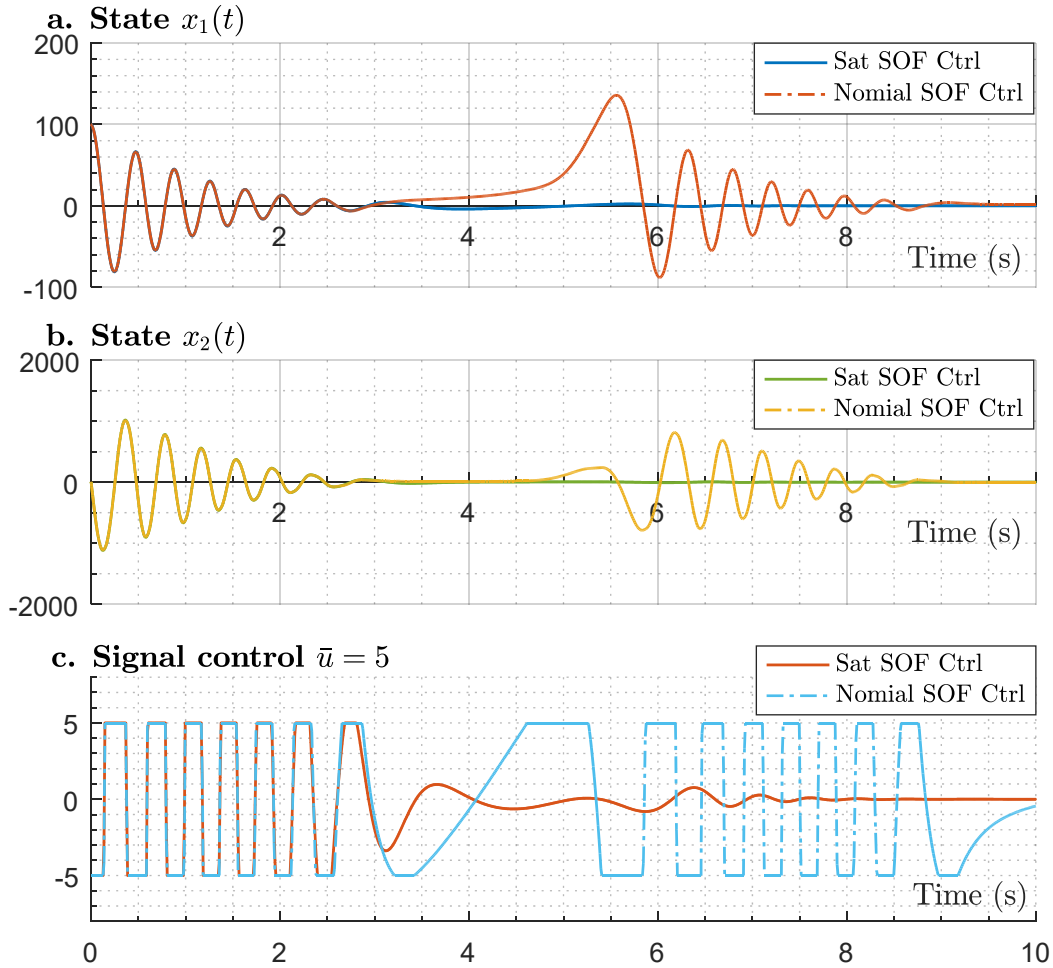 a. State x₁(t)
200
100
0
-100
2
4
6
8
Time (s)
Sat SOF Ctrl
Nomial SOF Ctrl
b. State x₂(t)
2000
0
-2000
2
4
6
8
Time (s)
Sat SOF Ctrl
Nomial SOF Ctrl
c. Signal control ū = 5
5
0
-5
Sat SOF Ctrl
Nomial SOF Ctrl
Time (s)
0
2
4
6
8
10